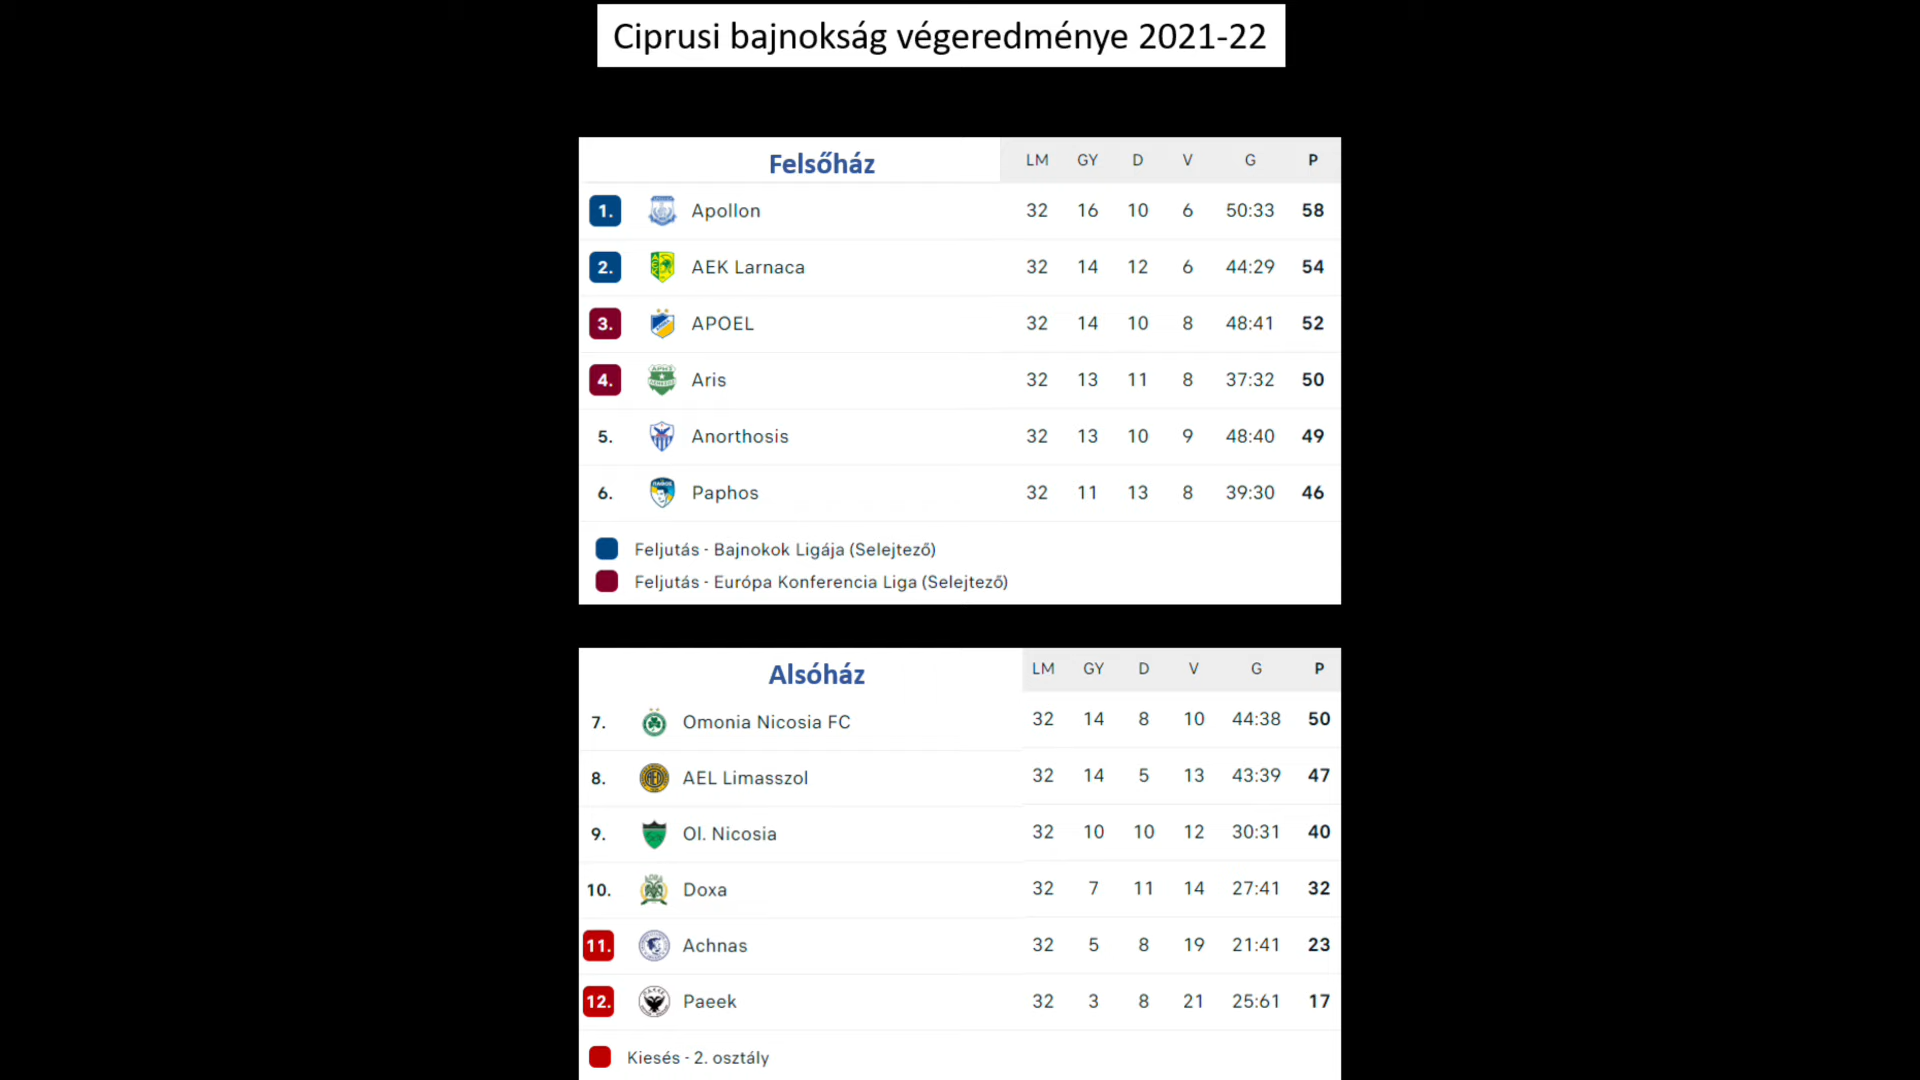 Ciprusi bajnokság végeredménye 2021-22
Felsőház LM GY D V G P
1. Apollon 32 16 10 6 50:33 58
2. AEK Larnaca 32 14 12 6 44:29 54
3. APOEL 32 14 10 8 48:41 52
4. Aris 32 13 11 8 37:32 50
5. Anorthosis 32 13 10 9 48:40 49
6. Paphos 32 11 13 8 39:30 46
Feljutás - Bajnokok Ligája (Selejtező)
Feljutás - Európa Konferencia Liga (Selejtező)
Alsóház LM GY D V G P
7. Omonia Nicosia FC 32 14 8 10 44:38 50
8. AEL Limasszol 32 14 5 13 43:39 47
9. Ol. Nicosia 32 10 10 12 30:31 40
10. Doxa 32 7 11 14 27:41 32
11. Achnas 32 5 8 19 21:41 23
12. Paeek 32 3 8 21 25:61 17
Kiesés - 2. osztály